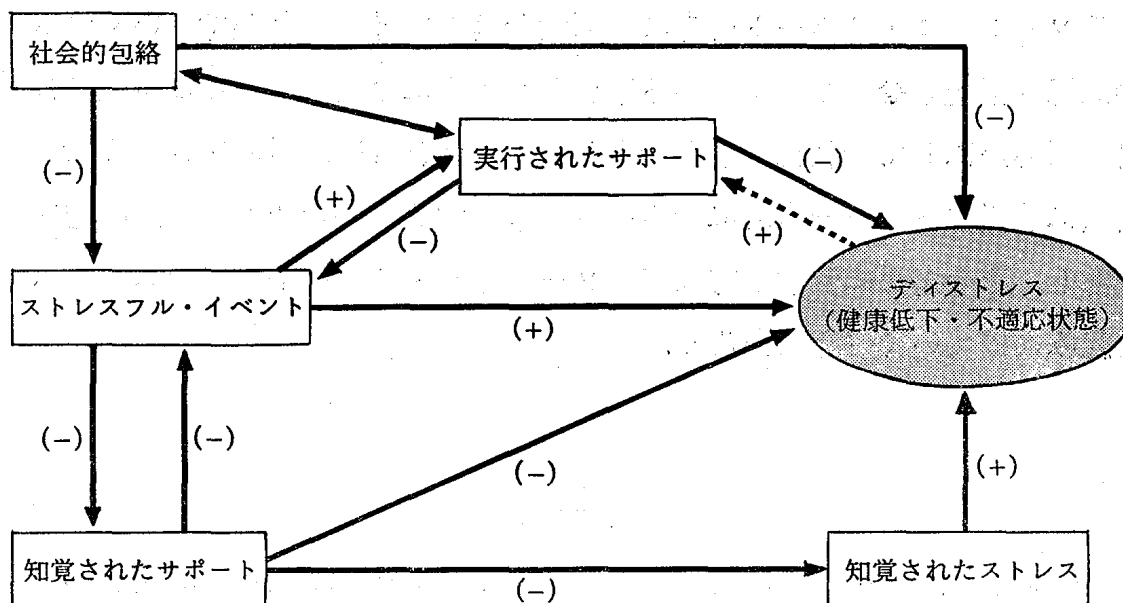 社会的包絡
(−)
実行されたサポート
(−)
(−)
(+)
(−)
(+)
ストレスフル・イベント
(+)
ディストレス
(健康低下・不適応状態)
(−)
(−)
(−)
(+)
知覚されたサポート
(−)
知覚されたストレス